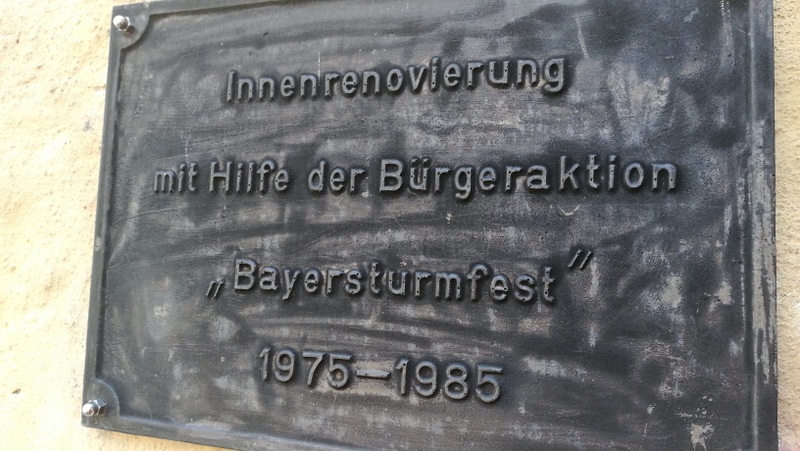 Innenrenovierung
mit Hilfe der Bürgeraktion
„Bayersturmfest"
1975–1985